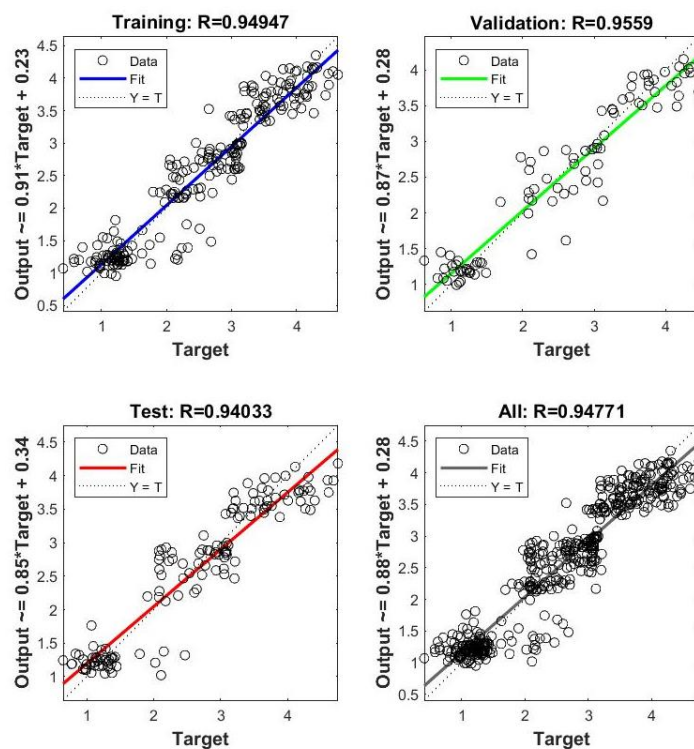 Training: R=0.94947
Output ~= 0.91*Target + 0.23
4.5
4
3.5
3
2.5
2
1.5
1
0.5
Data
Fit
Y = T
1
2
3
4
Target
Validation: R=0.9559
Output ~= 0.87*Target + 0.28
4
3.5
3
2.5
2
1.5
1
Data
Fit
Y = T
1
2
3
4
Target
Test: R=0.94033
Output ~= 0.85*Target + 0.34
4.5
4
3.5
3
2.5
2
1.5
1
Data
Fit
Y = T
1
2
3
4
Target
All: R=0.94771
Output ~= 0.88*Target + 0.28
4.5
4
3.5
3
2.5
2
1.5
1
0.5
Data
Fit
Y = T
1
2
3
4
Target